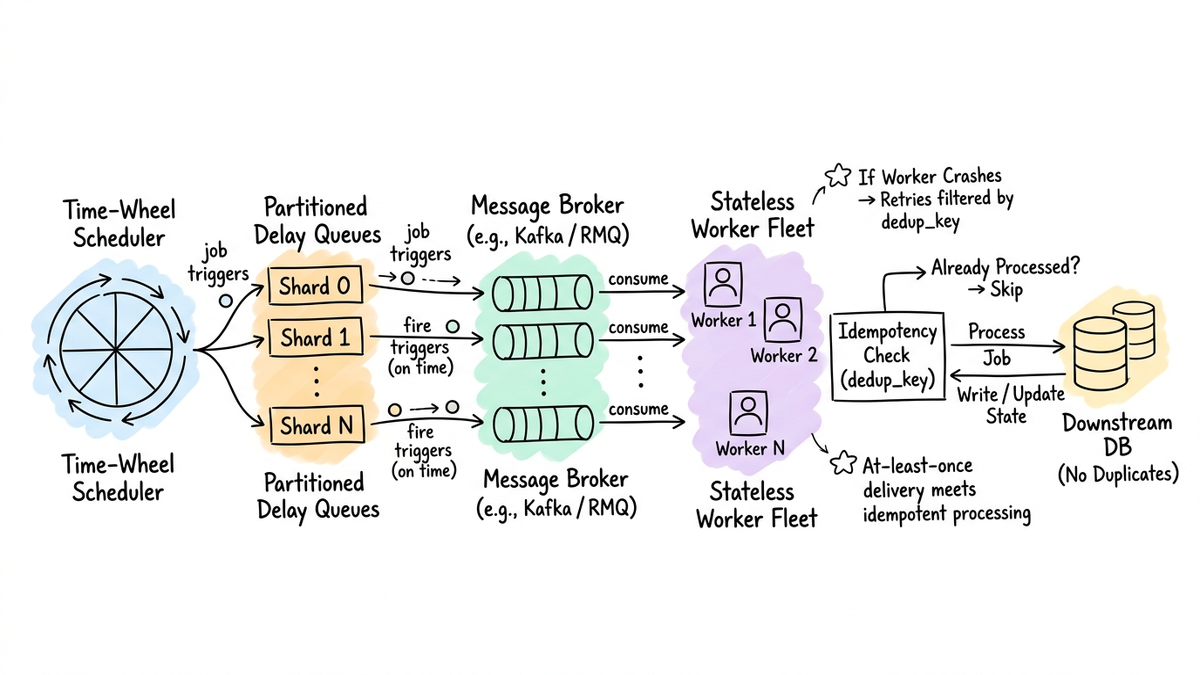 Time-Wheel
Scheduler
job
triggers
Time-Wheel
Scheduler
Partitioned
Delay Queues
Shard 0
Shard 1
Shard N
Partitioned
Delay Queues
job
triggers
fire
triggers
(on time)
fire
triggers
(on time)
Message Broker
(e.g., Kafka / RMQ)
Message Broker
(e.g., Kafka / RMQ)
consume
consume
consume
Stateless
Worker Fleet
Worker 1
Worker 2
Worker N
Stateless
Worker Fleet
If Worker Crashes
→ Retries filtered by
dedup_key
Already Processed?
→ Skip
Idempotency
Check
(dedup_key)
Process
Job
Write / Update
State
Downstream
DB
(No Duplicates)
At-least-once
delivery meets
idempotent processing